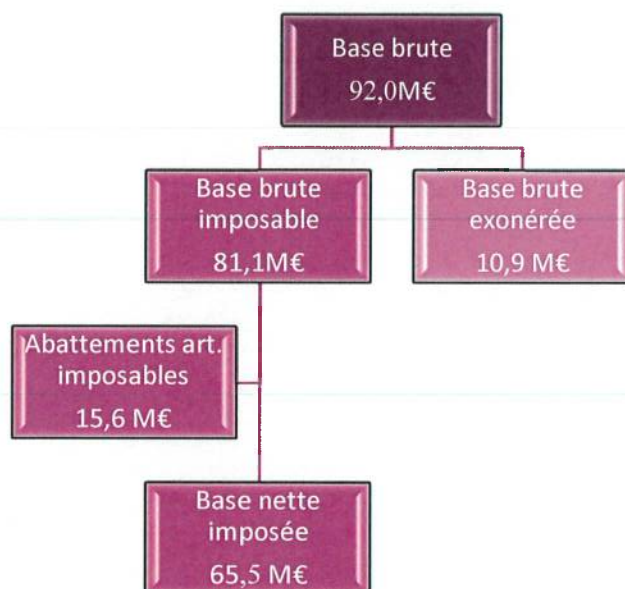 Base brute
92,0M€
Base brute
imposable
81,1M€
Base brute
exonérée
10,9 M€
Abattements art.
imposables
15,6 M€
Base nette
imposée
65,5 M€